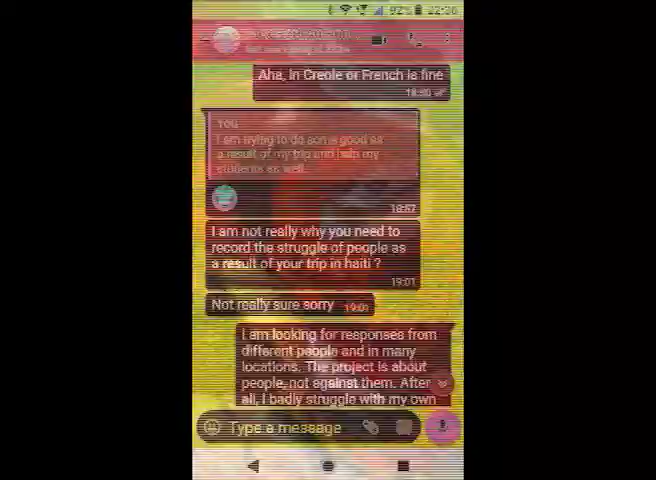 92% 22:26
Aha, in Creole or French is fine
18:50
You
I am trying to do some good as
a result of my trip and help my
students as well.
18:57
I am not really why you need to
record the struggle of people as
a result of your trip in haiti ?
19:01
Not really sure sorry 19:01
I am looking for responses from
different people and in many
locations. The project is about
people, not against them. After
all, I badly struggle with my own
Type a message